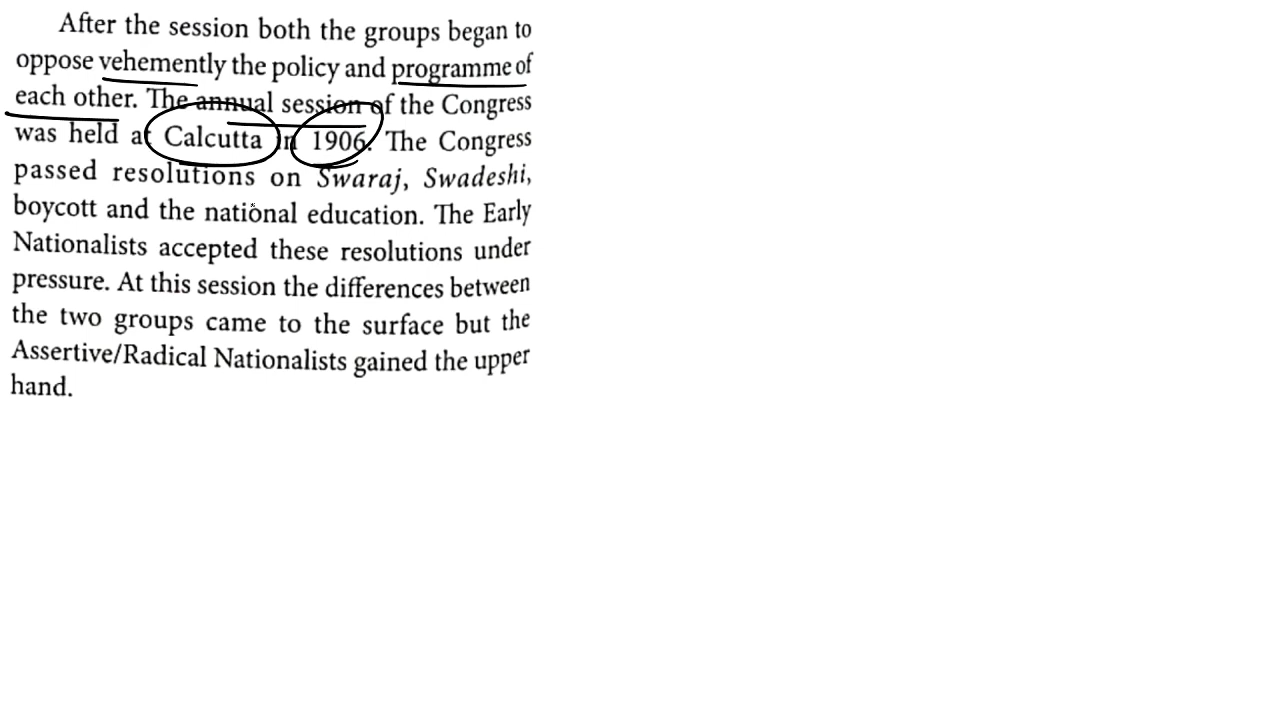 After the session both the groups began to
oppose vehemently the policy and programme of
each other. The annual session of the Congress
was held at Calcutta in 1906. The Congress
passed resolutions on Swaraj, Swadeshi,
boycott and the national education. The Early
Nationalists accepted these resolutions under
pressure. At this session the differences between
the two groups came to the surface but the
Assertive/Radical Nationalists gained the upper
hand.